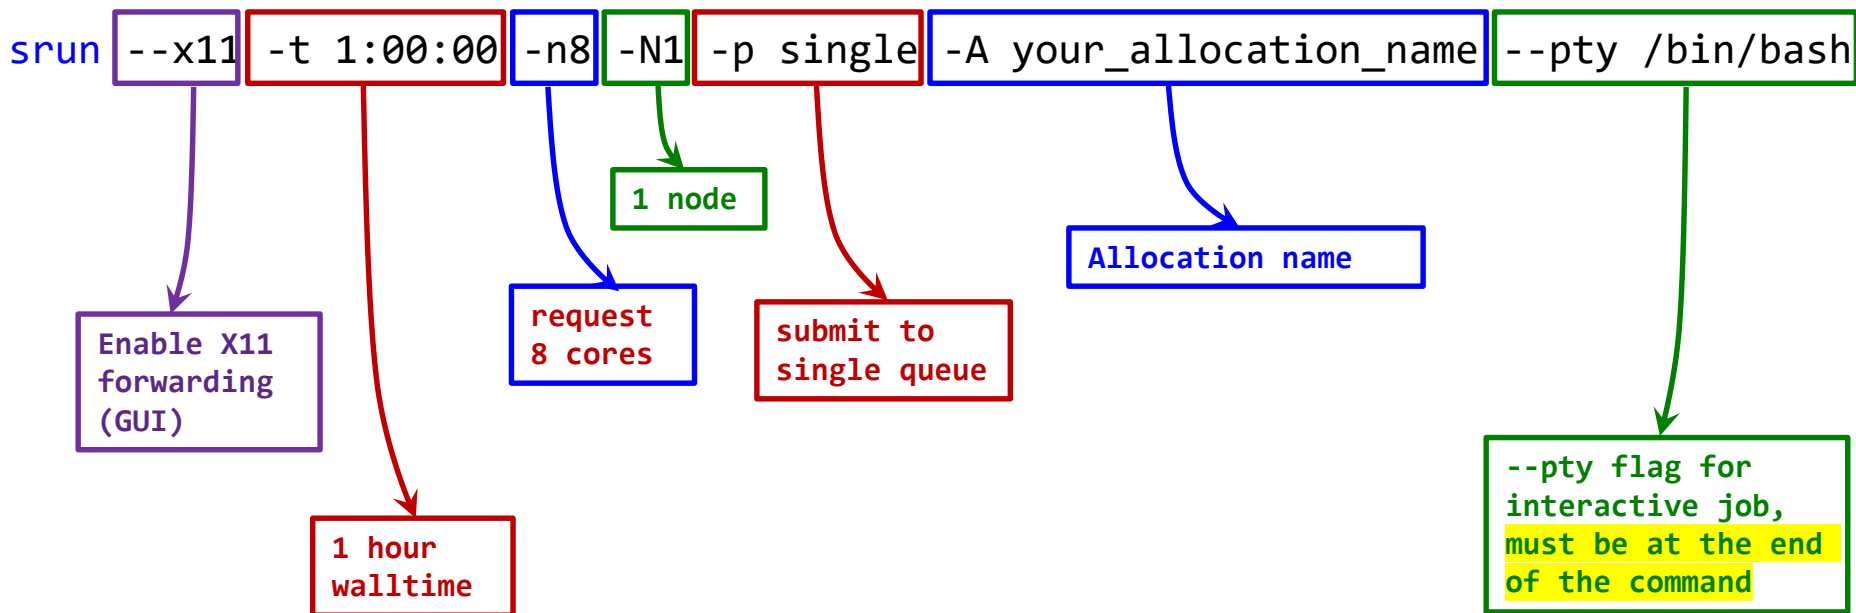 srun --x11 -t 1:00:00 -n8 -N1 -p single -A your_allocation_name --pty /bin/bash
1 node
Allocation name
request
8 cores
submit to
single queue
Enable X11
forwarding
(GUI)
--pty flag for
interactive job,
must be at the end
of the command
1 hour
walltime